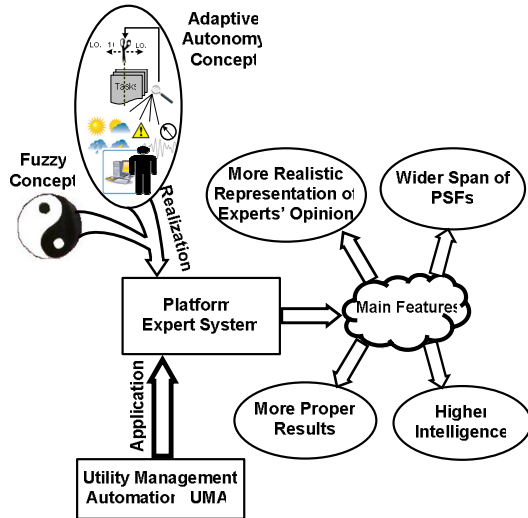 Adaptive
Autonomy
Concept
LO. 10 LO.
Tasks
Fuzzy
Concept
Realization
More Realistic
Representation of
Experts' Opinion
Wider Span of
PSFs
Platform
Expert System
Main Features
Application
More Proper
Results
Higher
Intelligence
Utility Management
Automation UMA